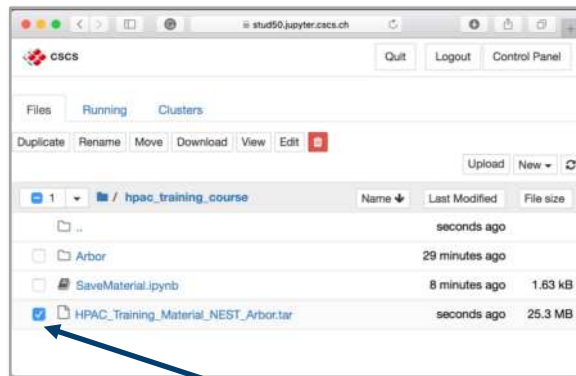 stud50.jupyter.cscs.ch
CSCS Quit Logout Control Panel
Files Running Clusters
Duplicate Rename Move Download View Edit
Upload New
1 / hpac_training_course Name Last Modified File size
.. seconds ago
Arbor 29 minutes ago
SaveMaterial.ipynb 8 minutes ago 1.63 kB
HPAC_Training_Material_NEST_Arbor.tar seconds ago 25.3 MB